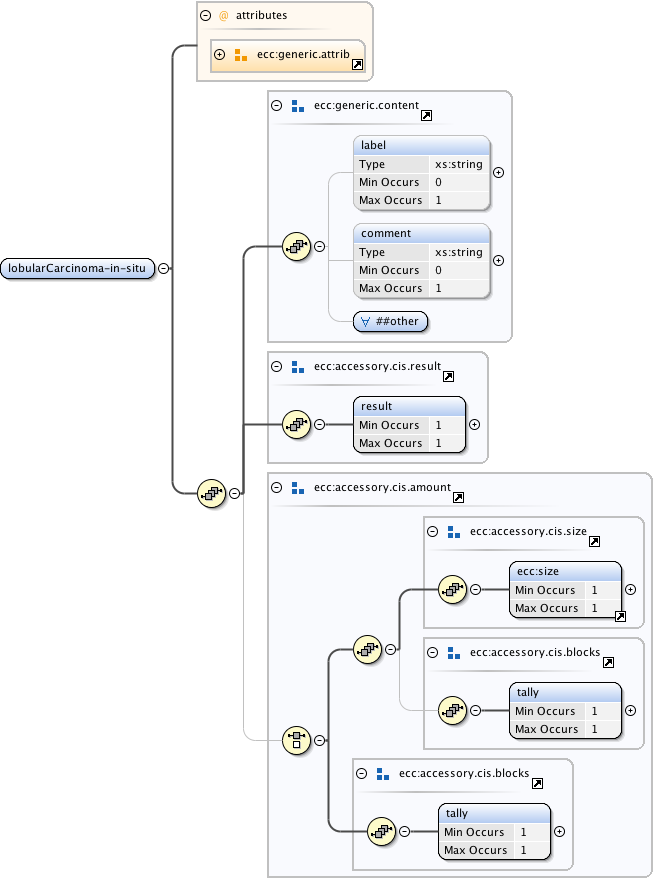 @ attributes
ecc:generic.attrib
ecc:generic.content
label
Type xs:string
Min Occurs 0
Max Occurs 1
comment
Type xs:string
Min Occurs 0
Max Occurs 1
∀ ##other
lobularCarcinoma-in-situ
ecc:accessory.cis.result
result
Min Occurs 1
Max Occurs 1
ecc:accessory.cis.amount
ecc:accessory.cis.size
ecc:size
Min Occurs 1
Max Occurs 1
ecc:accessory.cis.blocks
tally
Min Occurs 1
Max Occurs 1
ecc:accessory.cis.blocks
tally
Min Occurs 1
Max Occurs 1